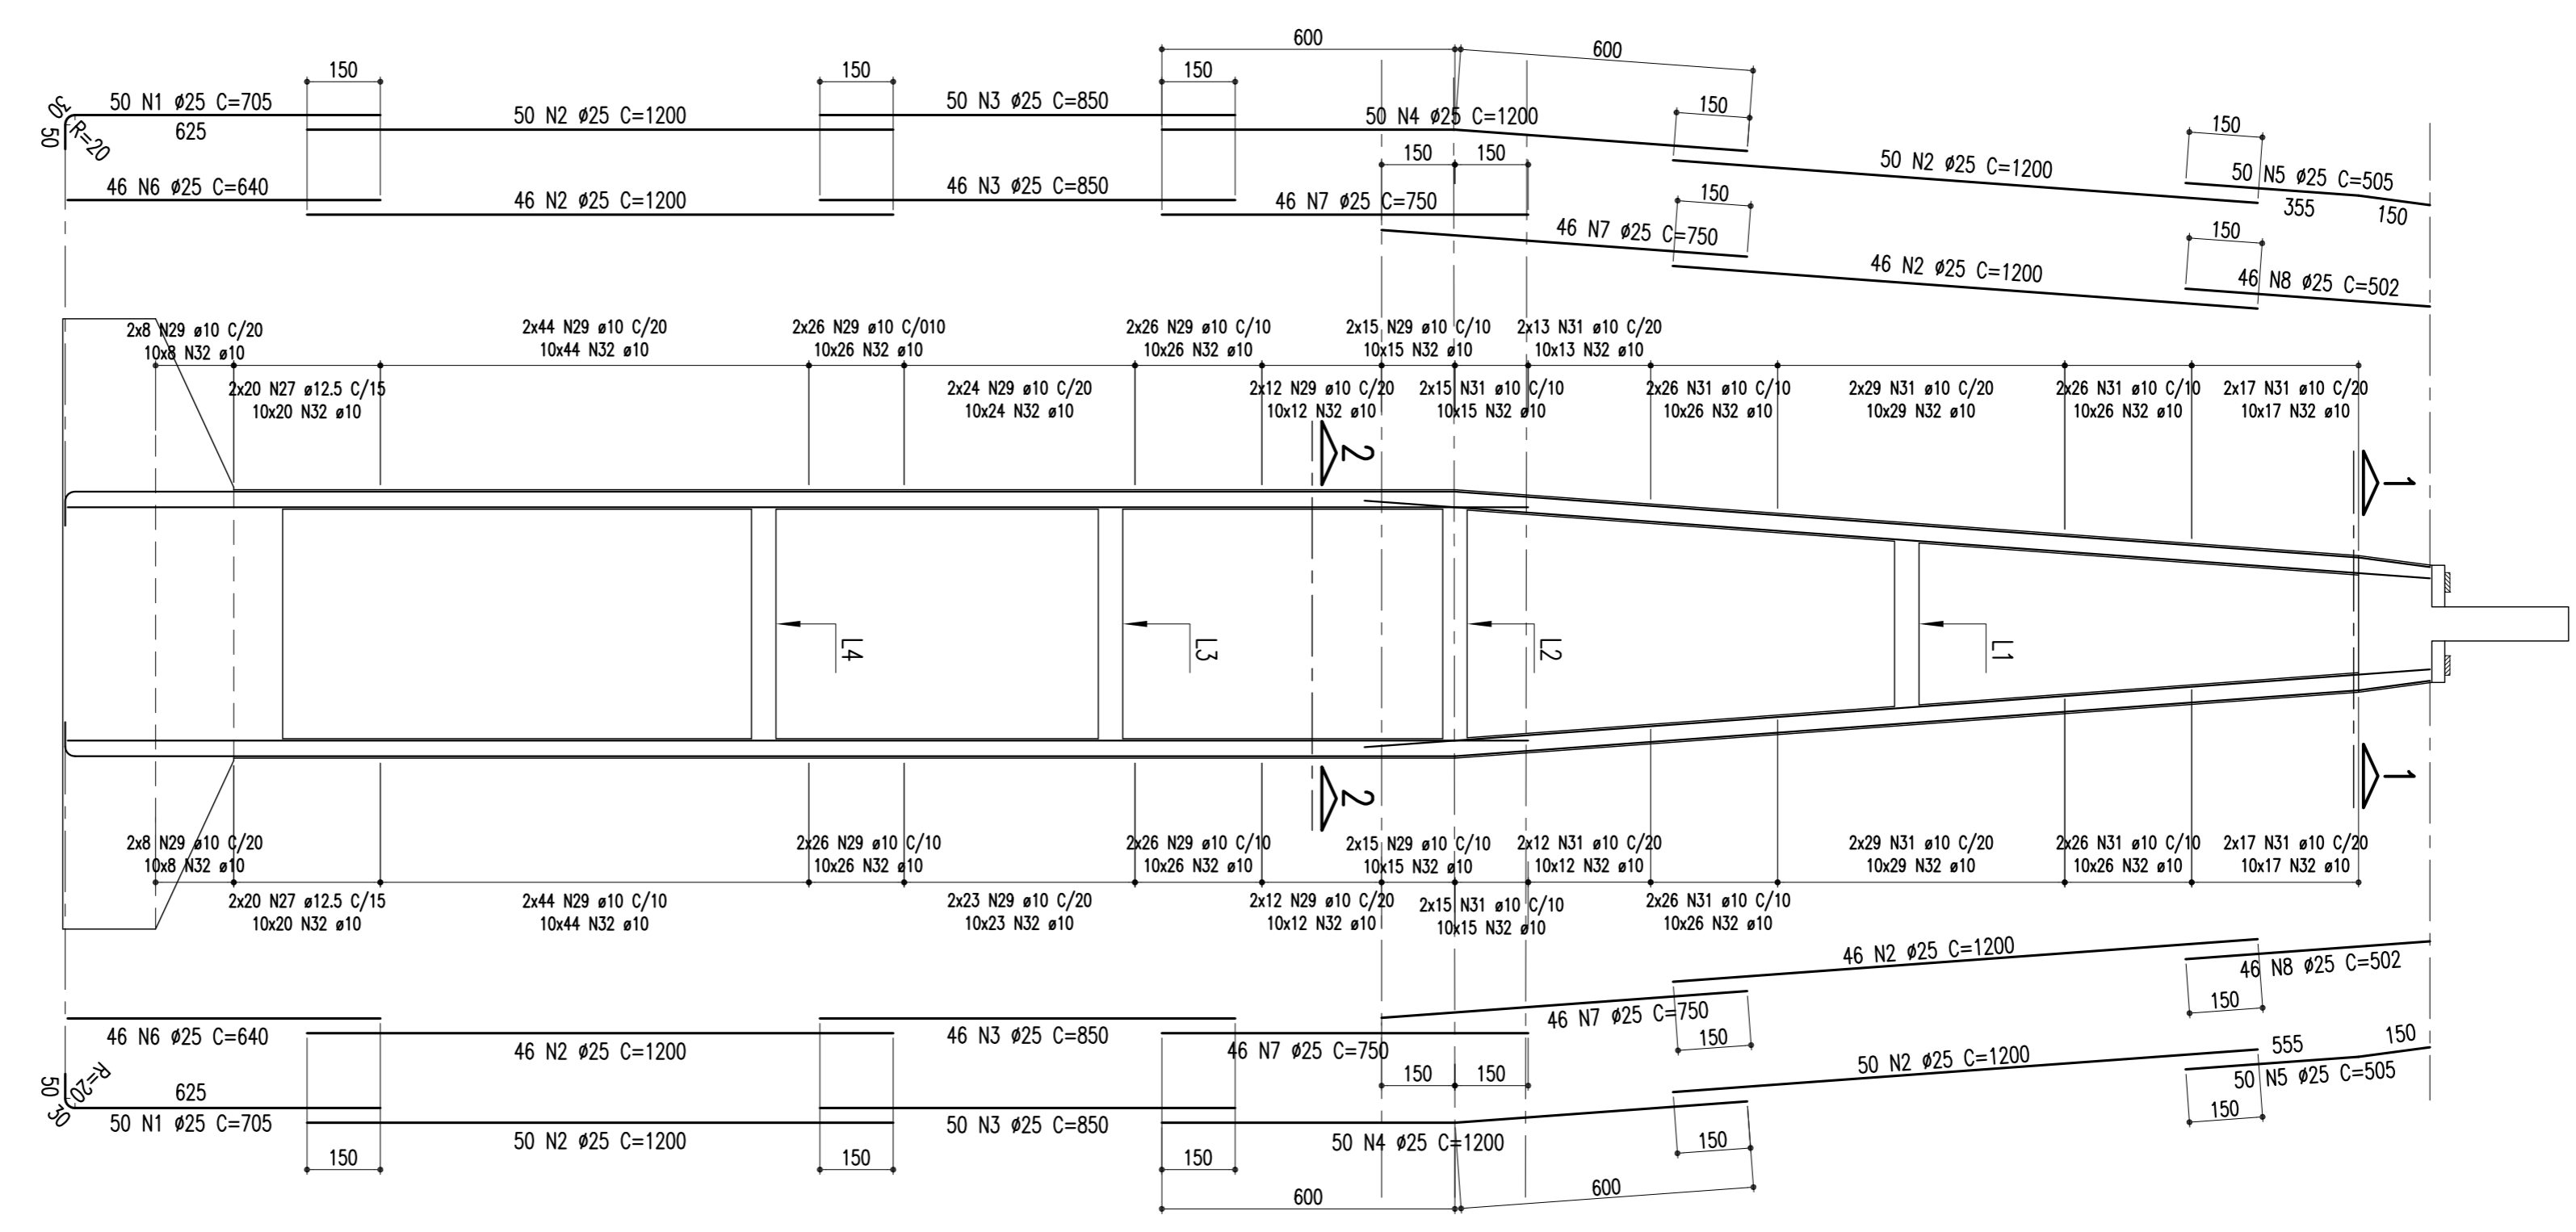 600
600
150
150
150
50 N1 ø25 C=705
50 N2 ø25 C=1200
50 N3 ø25 C=850
50 N4 ø25 C=1200
150
150
30
R=20
50
625
150
150
50 N2 ø25 C=1200
50 N5 ø25 C=505
355
150
46 N6 ø25 C=640
46 N2 ø25 C=1200
46 N3 ø25 C=850
46 N7 ø25 C=750
150
46 N7 ø25 C=750
150
46 N2 ø25 C=1200
46 N8 ø25 C=502
2x8 N29 ø10 C/20
10x8 N32 ø10
2x44 N29 ø10 C/20
10x44 N32 ø10
2x26 N29 ø10 C/010
10x26 N32 ø10
2x26 N29 ø10 C/10
10x26 N32 ø10
2x15 N29 ø10 C/10
10x15 N32 ø10
2x13 N31 ø10 C/20
10x13 N32 ø10
2x20 N27 ø12.5 C/15
10x20 N32 ø10
2x24 N29 ø10 C/20
10x24 N32 ø10
2x12 N29 ø10 C/20
10x12 N32 ø10
2x15 N31 ø10 C/10
10x15 N32 ø10
2x26 N31 ø10 C/10
10x26 N32 ø10
2x29 N31 ø10 C/20
10x29 N32 ø10
2x26 N31 ø10 C/10
10x26 N32 ø10
2x17 N31 ø10 C/20
10x17 N32 ø10
2
1
L4
L3
L2
L1
2
1
2x8 N29 ø10 C/20
10x8 N32 ø10
2x26 N29 ø10 C/10
10x26 N32 ø10
2x26 N29 ø10 C/10
10x26 N32 ø10
2x15 N29 ø10 C/10
10x15 N32 ø10
2x12 N31 ø10 C/20
10x12 N32 ø10
2x29 N31 ø10 C/20
10x29 N32 ø10
2x26 N31 ø10 C/10
10x26 N32 ø10
2x17 N31 ø10 C/20
10x17 N32 ø10
2x20 N27 ø12.5 C/15
10x20 N32 ø10
2x44 N29 ø10 C/10
10x44 N32 ø10
2x23 N29 ø10 C/20
10x23 N32 ø10
2x12 N29 ø10 C/20
10x12 N32 ø10
2x15 N31 ø10 C/10
10x15 N32 ø10
2x26 N31 ø10 C/10
10x26 N32 ø10
46 N2 ø25 C=1200
46 N8 ø25 C=502
150
46 N6 ø25 C=640
46 N2 ø25 C=1200
46 N3 ø25 C=850
46 N7 ø25 C=750
46 N7 ø25 C=750
150
150
150
50 N2 ø25 C=1200
555
150
50 N5 ø25 C=505
150
50
R=20
30
625
50 N1 ø25 C=705
50 N2 ø25 C=1200
50 N3 ø25 C=850
50 N4 ø25 C=1200
150
150
150
150
600
600